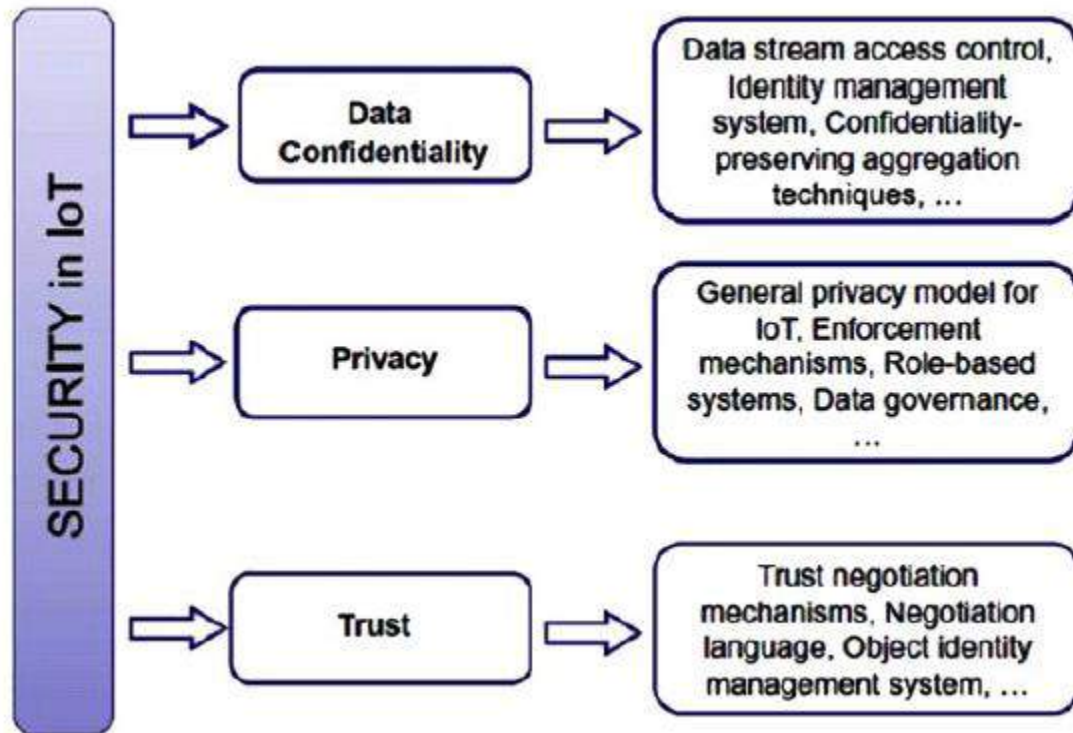 SECURITY in IoT
Data
Confidentiality
Data stream access control,
Identity management
system, Confidentiality-
preserving aggregation
techniques, ...
Privacy
General privacy model for
IoT, Enforcement
mechanisms, Role-based
systems, Data governance,
...
Trust
Trust negotiation
mechanisms, Negotiation
language, Object identity
management system, ...